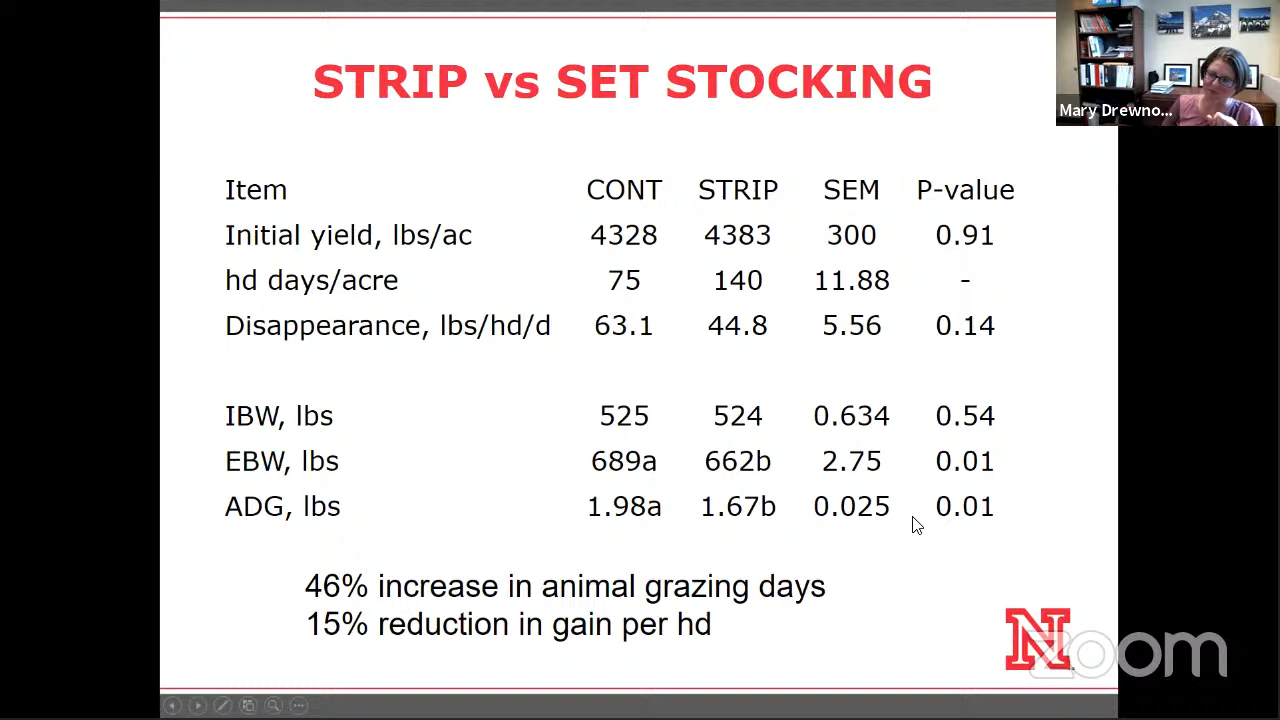 STRIP vs SET STOCKING
Mary Drewno...
Item CONT STRIP SEM P-value
Initial yield, lbs/ac 4328 4383 300 0.91
hd days/acre 75 140 11.88 -
Disappearance, lbs/hd/d 63.1 44.8 5.56 0.14
IBW, lbs 525 524 0.634 0.54
EBW, lbs 689a 662b 2.75 0.01
ADG, lbs 1.98a 1.67b 0.025 0.01
46% increase in animal grazing days
15% reduction in gain per hd
N
zoom